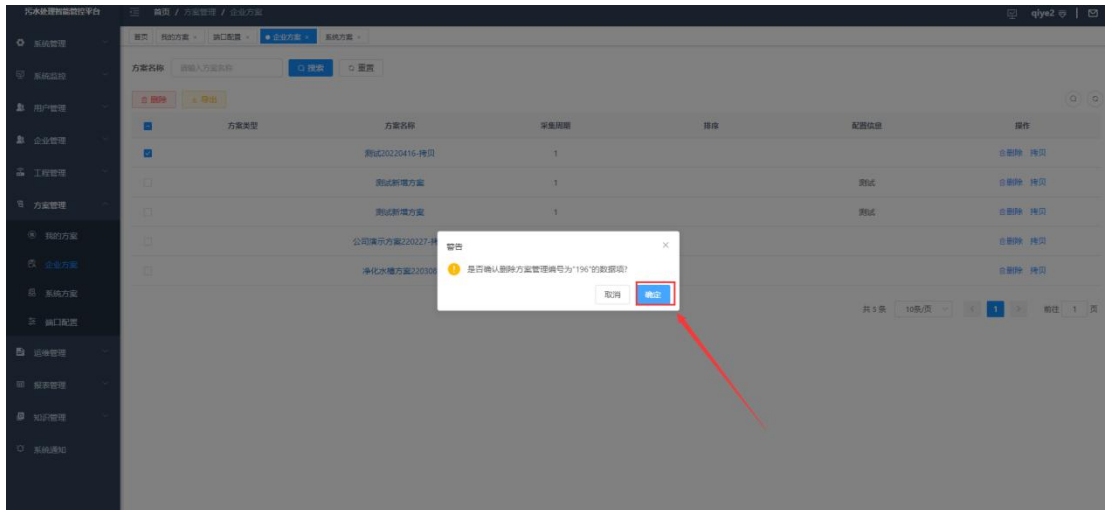 污水处理智能管控平台
首页 / 方案管理 / 企业方案
qiye2
系统管理
系统监控
用户管理
企业管理
工程管理
方案管理
我的方案
企业方案
系统方案
端口配置
运维管理
报表管理
知识管理
系统通知
首页 我的方案 × 端口配置 × 企业方案 × 系统方案 ×
方案名称 请输入方案名称 搜索 重置
删除 导出
方案类型 方案名称 采集周期 排序 配置信息 操作
测试20220416-拷贝 1 删除 拷贝
测试新增方案 1 测试 删除 拷贝
测试新增方案 1 测试 删除 拷贝
公司演示方案220227-拷 删除 拷贝
净化水槽方案220308 删除 拷贝
警告 ×
是否确认删除方案管理编号为"196"的数据项?
取消 确定
共 5 条 10条/页 < 1 > 前往 1 页